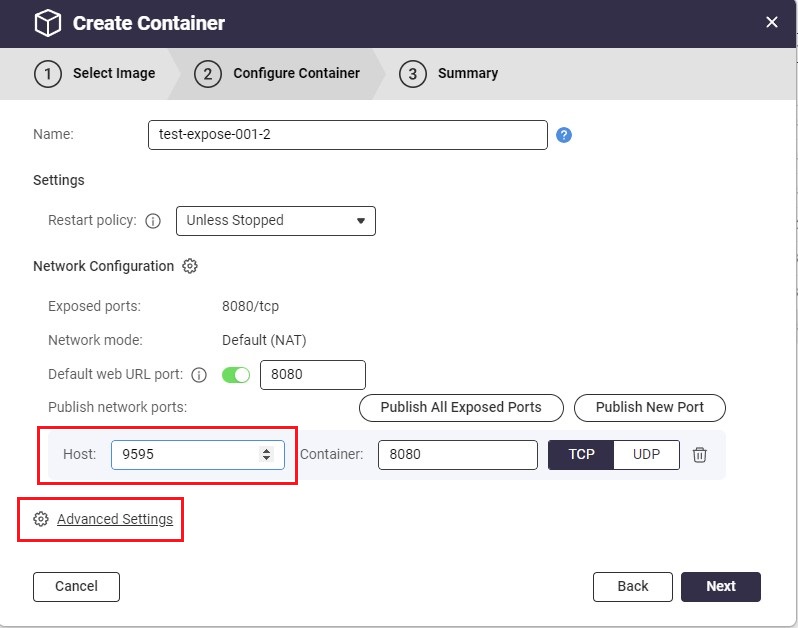 Create Container
1 Select Image 2 Configure Container 3 Summary
Name: test-expose-001-2 ?
Settings
Restart policy: i Unless Stopped
Network Configuration
Exposed ports: 8080/tcp
Network mode: Default (NAT)
Default web URL port: i 8080
Publish network ports: Publish All Exposed Ports Publish New Port
Host: 9595 Container: 8080 TCP UDP
Advanced Settings
Cancel Back Next